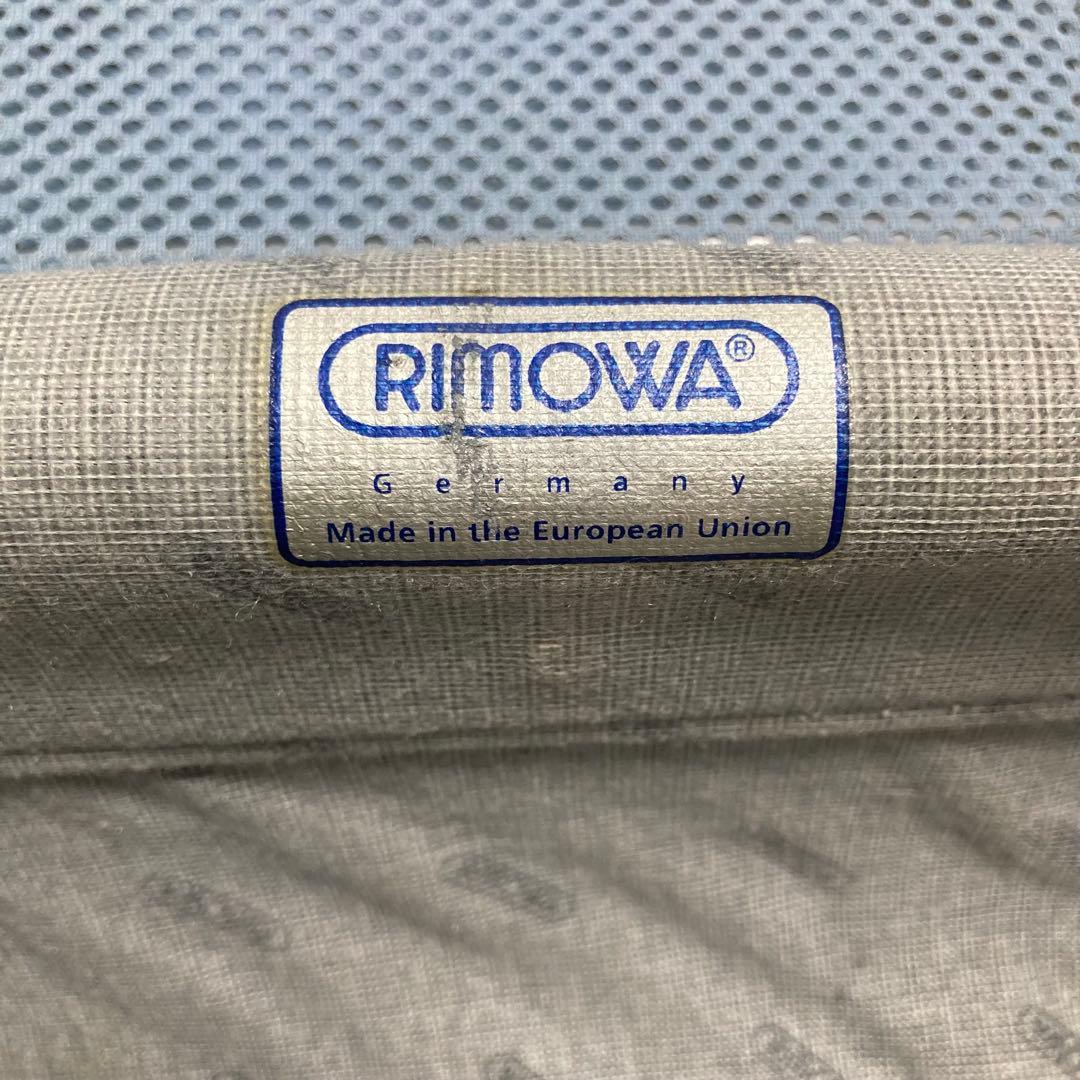 RIMOWA®
Germany
Made in the European Union